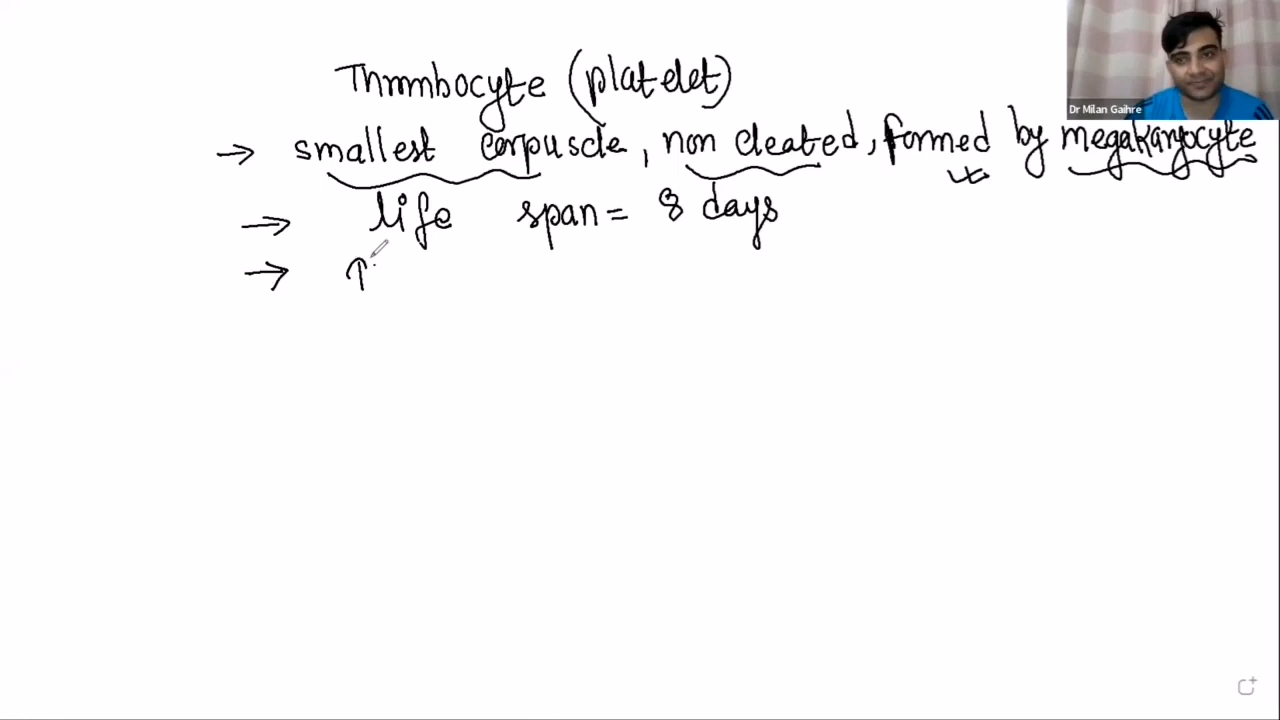 Thrombocyte (platelet)
→ smallest corpuscle, non cleated, formed by megakaryocyte
→ life span = 8 days
→ ↑
Dr Milan Gaihre